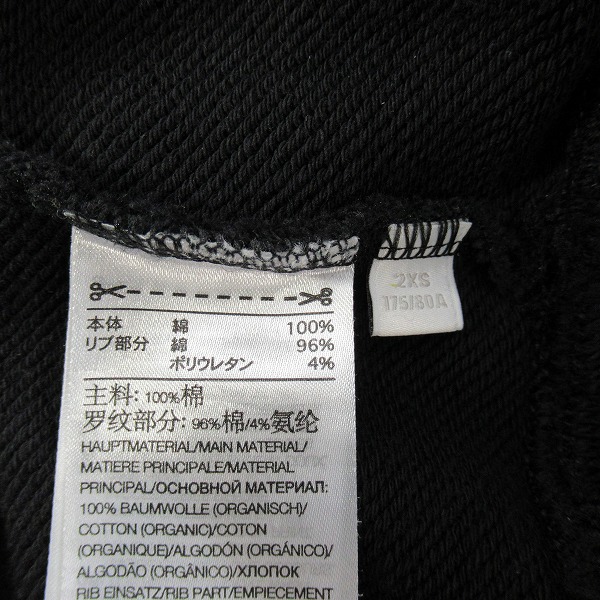 本体 綿 100%
リブ部分 綿 96%
ポリウレタン 4%
主料: 100%棉
罗纹部分: 96%棉/4%氨纶
HAUPTMATERIAL/MAIN MATERIAL/
MATIERE PRINCIPALE/MATERIAL
PRINCIPAL/ОСНОВНОЙ МАТЕРИАЛ:
100% BAUMWOLLE (ORGANISCH)/
COTTON (ORGANIC)/COTON
(ORGANIQUE)/ALGODÓN (ORGÁNICO)/
ALGODÃO (ORGÂNICO)/ХЛОПОК
RIB EINSATZ/RIB PART/EMPIECEMENT
2XS
175/80A